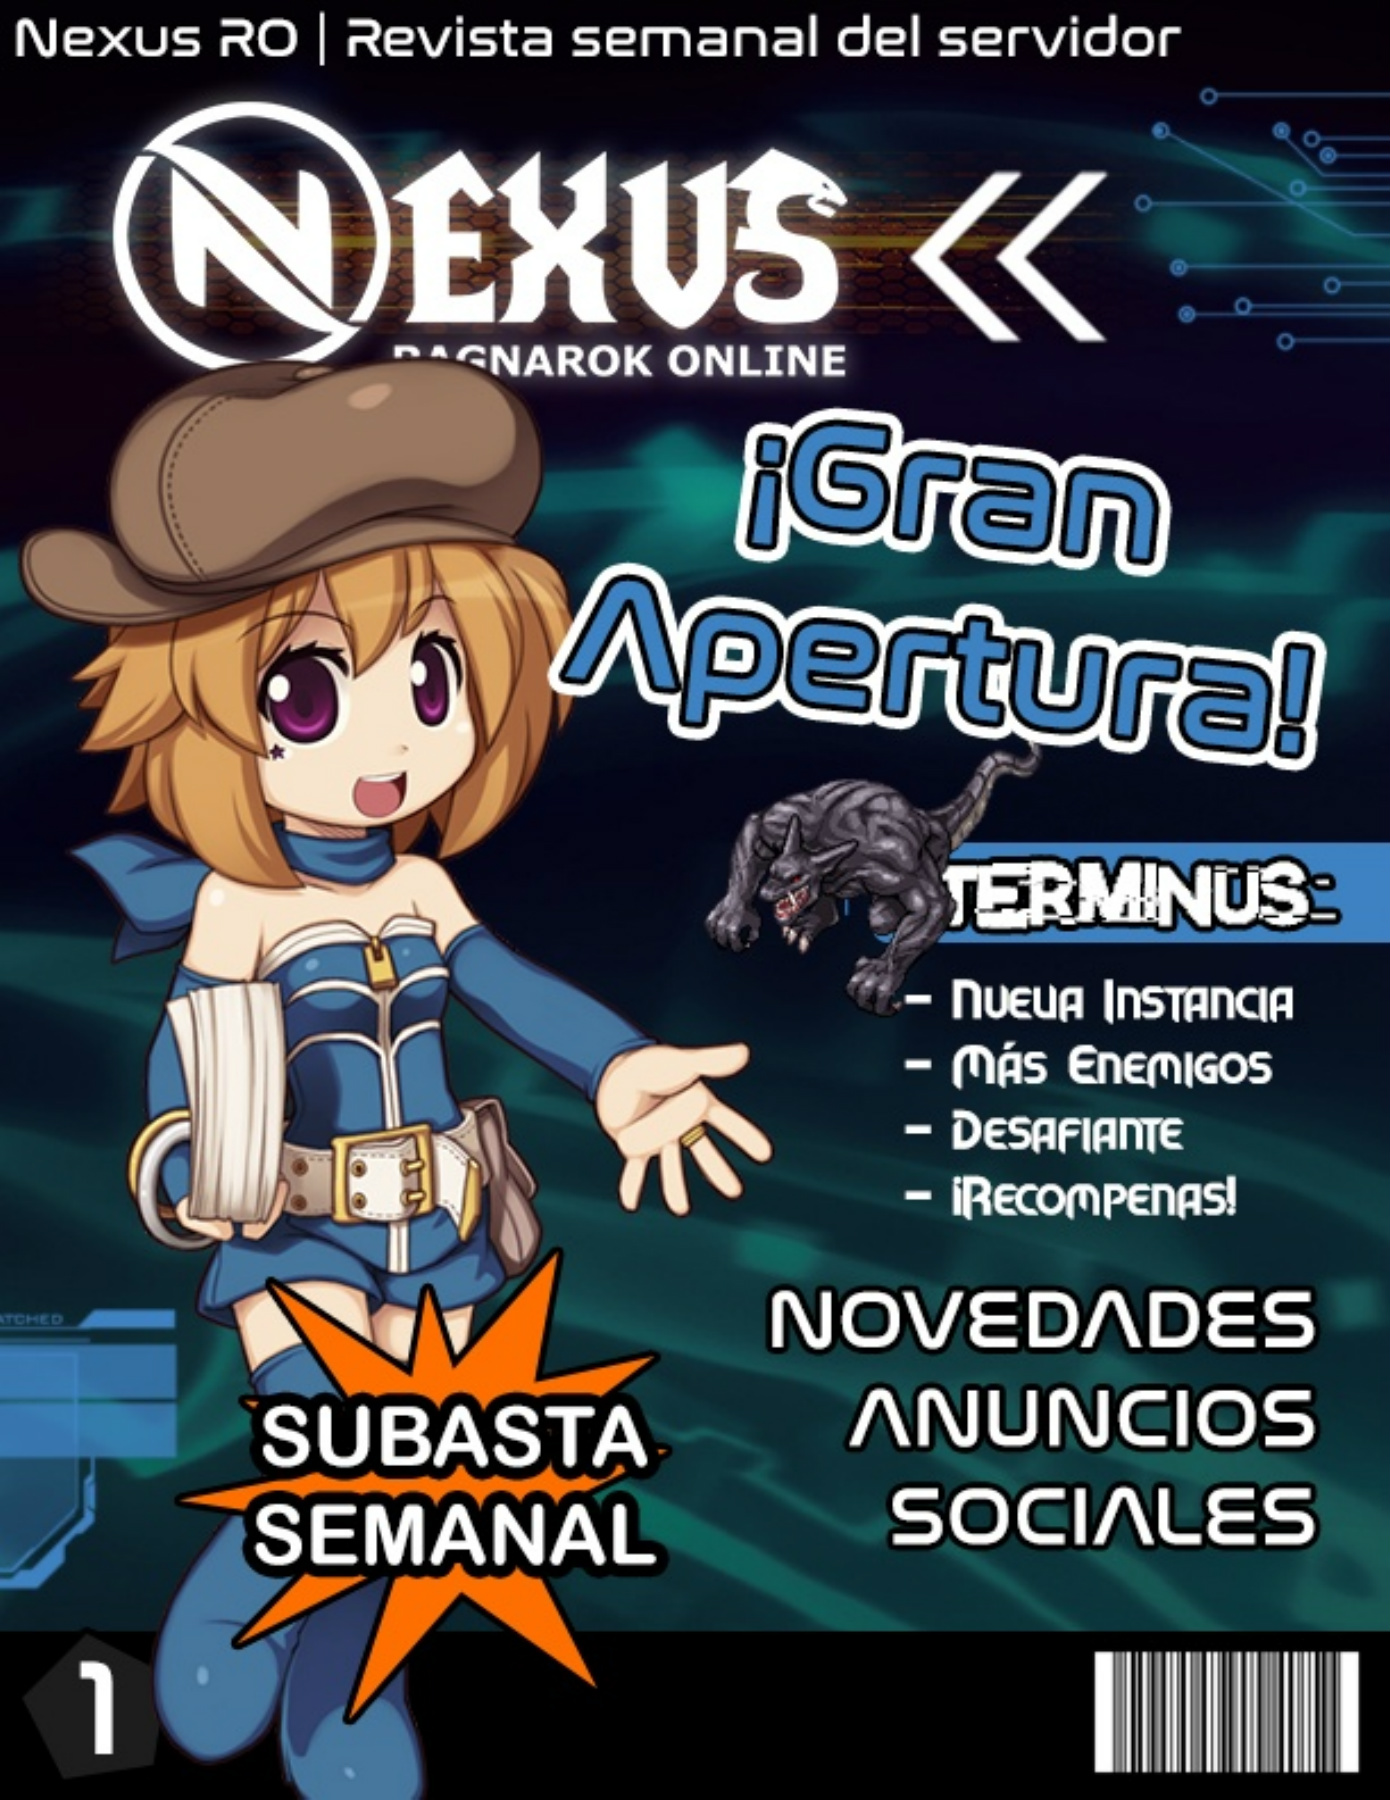 Nexus RO | Revista semanal del servidor
NEXUS
RAGNAROK ONLINE
¡Gran
Apertura!
TERMINUS
- Nueva Instancia
- Más Enemigos
- Desafiante
- ¡Recompenas!
NOVEDADES
ANUNCIOS
SOCIALES
SUBASTA
SEMANAL
1